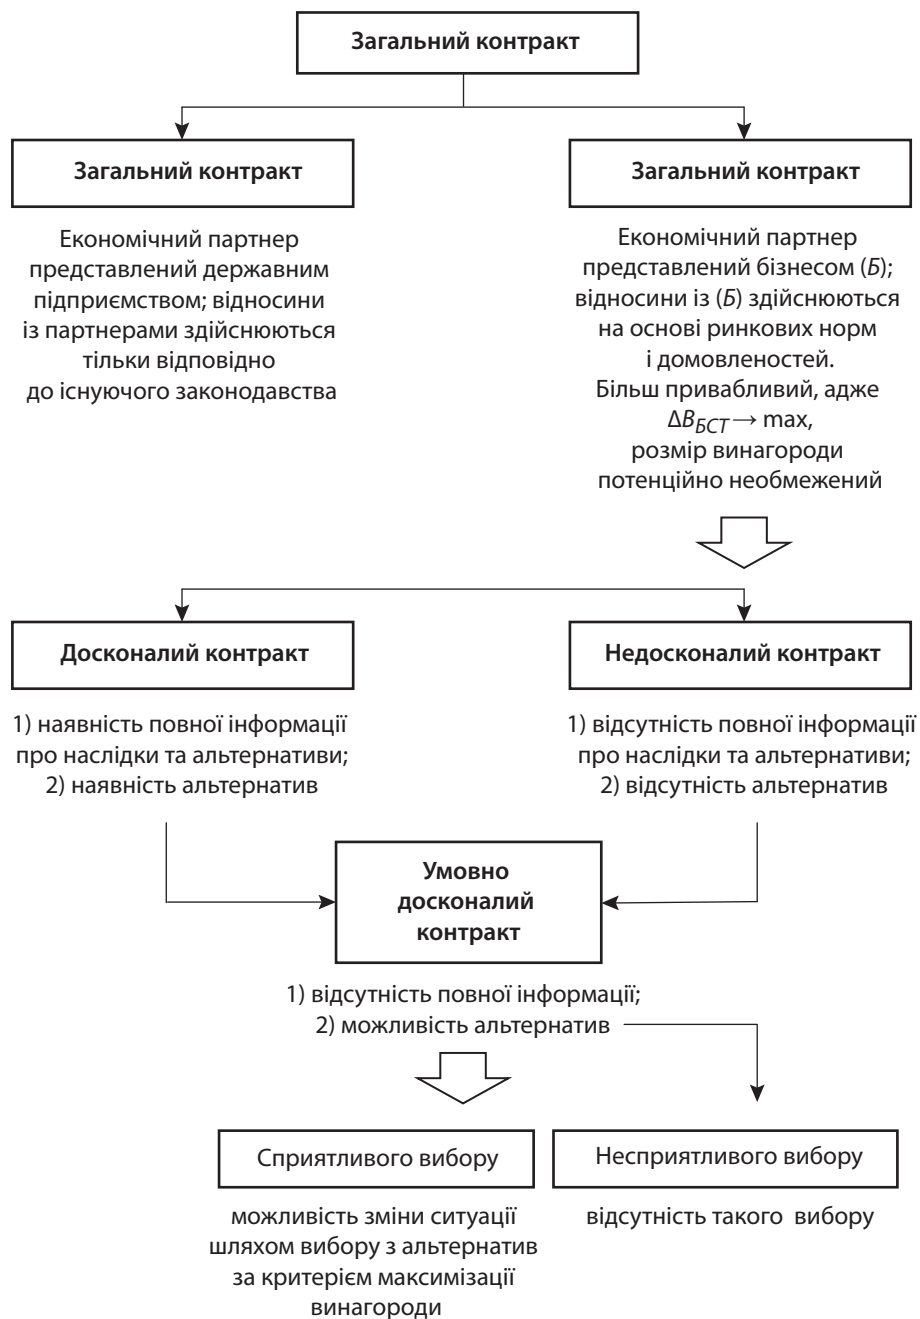 Загальний контракт
Загальний контракт
Економічний партнер
представлений державним
підприємством; відносини
із партнерами здійснюються
тільки відповідно
до існуючого законодавства
Загальний контракт
Економічний партнер
представлений бізнесом (Б);
відносини із (Б) здійснюються
на основі ринкових норм
і домовленостей.
Більш привабливий, адже
ΔB_БСТ → max,
розмір винагороди
потенційно необмежений
Досконалий контракт
1) наявність повної інформації
про наслідки та альтернативи;
2) наявність альтернатив
Недосконалий контракт
1) відсутність повної інформації
про наслідки та альтернативи;
2) відсутність альтернатив
Умовно
досконалий
контракт
1) відсутність повної інформації;
2) можливість альтернатив
Сприятливого вибору
можливість зміни ситуації
шляхом вибору з альтернатив
за критерієм максимізації
винагороди
Несприятливого вибору
відсутність такого вибору